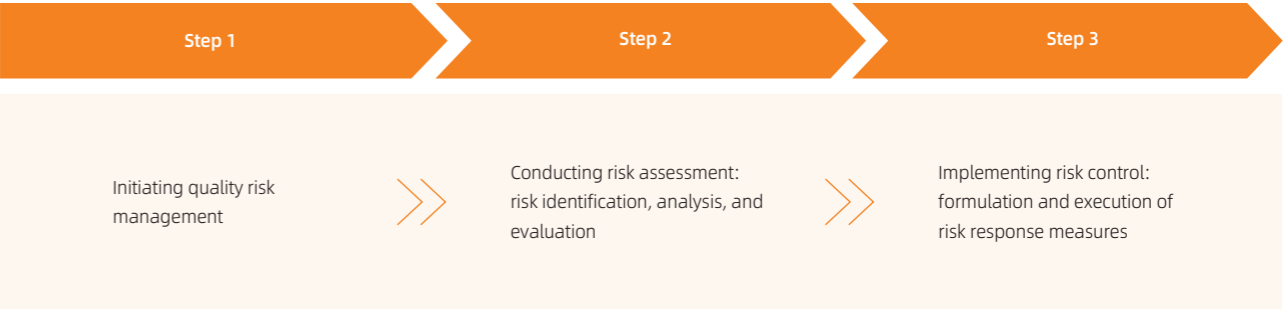 Step 1
Step 2
Step 3
Initiating quality risk
management
Conducting risk assessment:
risk identification, analysis, and
evaluation
Implementing risk control:
formulation and execution of
risk response measures